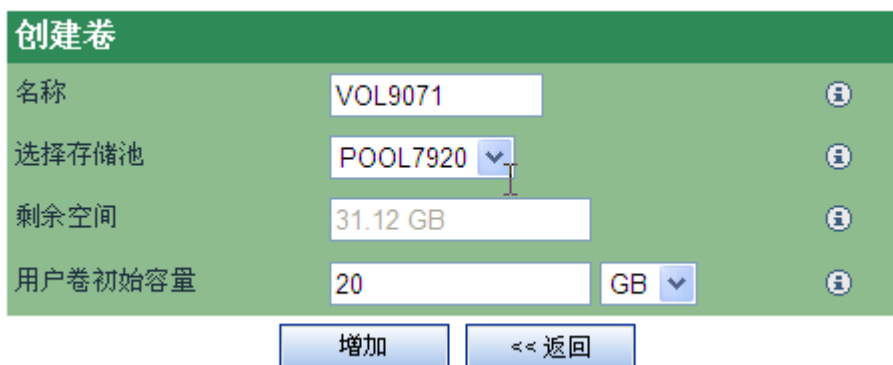 创建卷
名称 VOL9071
选择存储池 POOL7920
剩余空间 31.12 GB
用户卷初始容量 20 GB
增加 << 返回